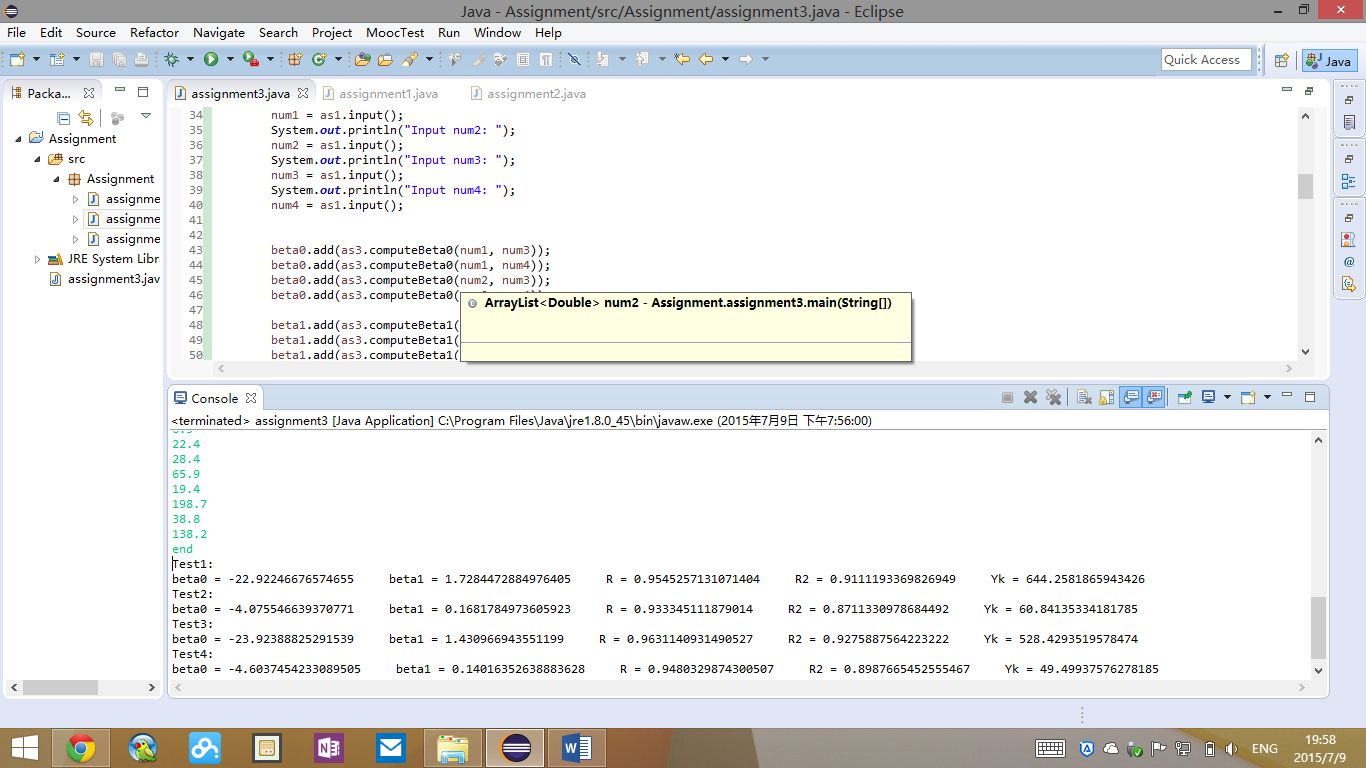 Java - Assignment/src/Assignment/assignment3.java - Eclipse
File Edit Source Refactor Navigate Search Project MoocTest Run Window Help
Quick Access
Java
Packa...
assignment3.java
assignment1.java
assignment2.java
Assignment
src
Assignment
assignme
assignme
assignme
JRE System Libr
assignment3.jav
34 num1 = as1.input();
35 System.out.println("Input num2: ");
36 num2 = as1.input();
37 System.out.println("Input num3: ");
38 num3 = as1.input();
39 System.out.println("Input num4: ");
40 num4 = as1.input();
41
42
43 beta0.add(as3.computeBeta0(num1, num3));
44 beta0.add(as3.computeBeta0(num1, num4));
45 beta0.add(as3.computeBeta0(num2, num3));
46 beta0.add(as3.computeBeta0(
47
48 beta1.add(as3.computeBeta1(
49 beta1.add(as3.computeBeta1(
50 beta1.add(as3.computeBeta1(
ArrayList<Double> num2 - Assignment.assignment3.main(String[])
Console
<terminated> assignment3 [Java Application] C:\Program Files\Java\jre1.8.0_45\bin\javaw.exe (2015年7月9日 下午7:56:00)
22.4
28.4
65.9
19.4
198.7
38.8
138.2
end
Test1:
beta0 = -22.92246676574655 beta1 = 1.7284472884976405 R = 0.9545257131071404 R2 = 0.9111193369826949 Yk = 644.2581865943426
Test2:
beta0 = -4.075546639370771 beta1 = 0.1681784973605923 R = 0.933345111879014 R2 = 0.8711330978684492 Yk = 60.84135334181785
Test3:
beta0 = -23.92388825291539 beta1 = 1.430966943551199 R = 0.9631140931490527 R2 = 0.9275887564223222 Yk = 528.4293519578474
Test4:
beta0 = -4.6037454233089505 beta1 = 0.14016352638883628 R = 0.9480329874300507 R2 = 0.8987665452555467 Yk = 49.49937576278185
ENG
19:58
2015/7/9